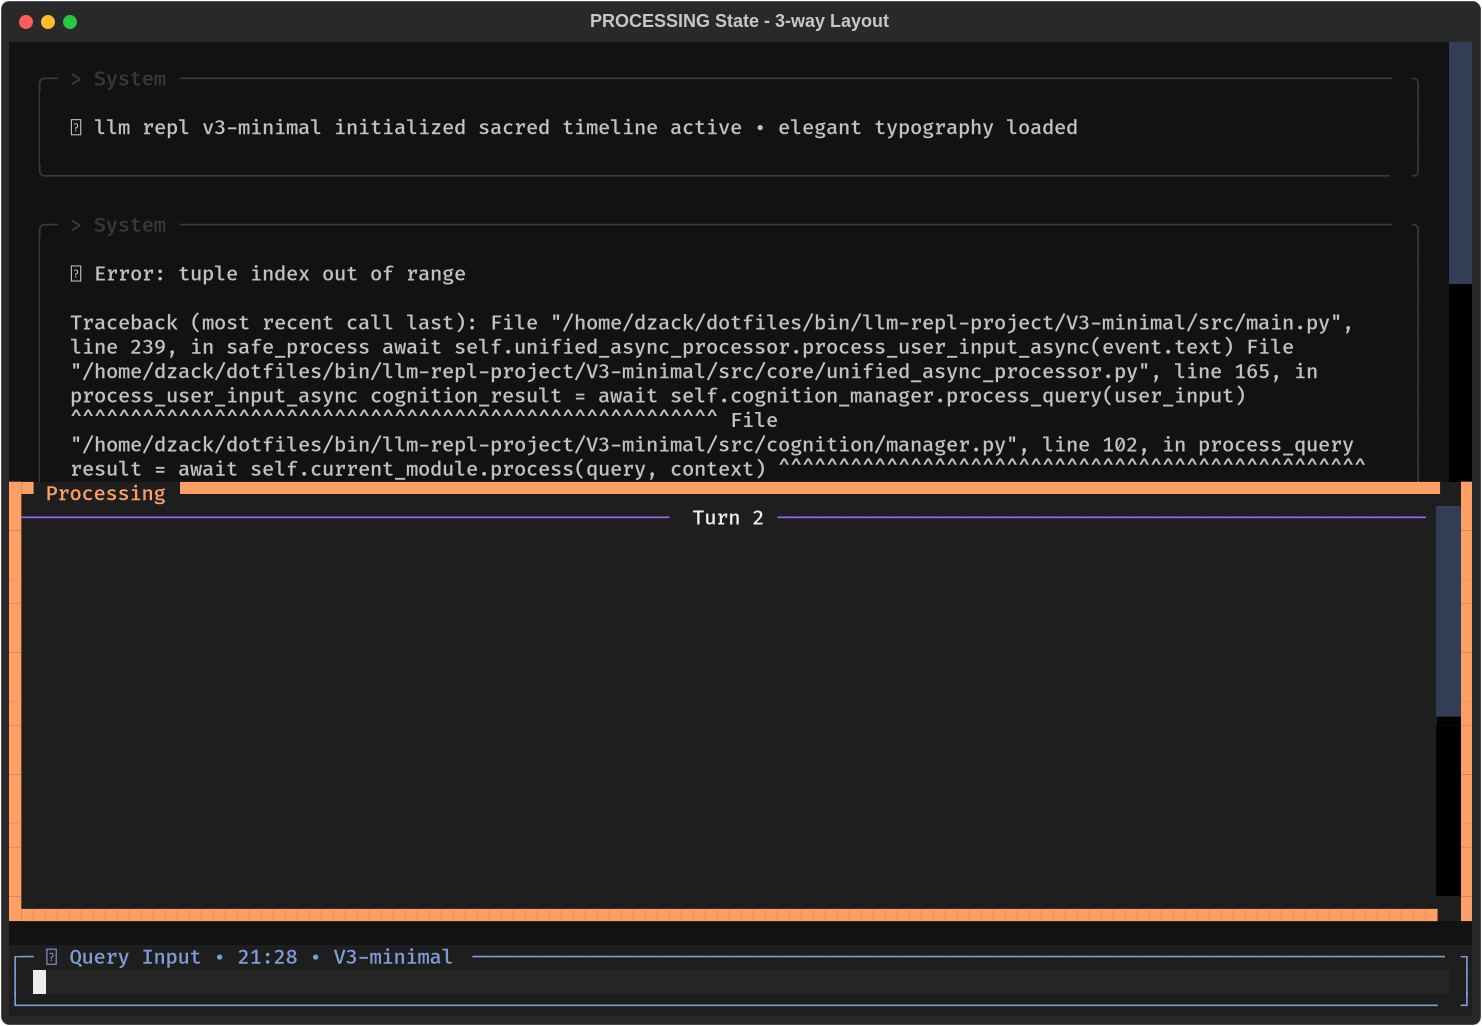 PROCESSING State - 3-way Layout
> System
llm repl v3-minimal initialized sacred timeline active • elegant typography loaded
> System
Error: tuple index out of range
Traceback (most recent call last): File "/home/dzack/dotfiles/bin/llm-repl-project/V3-minimal/src/main.py",
line 239, in safe_process await self.unified_async_processor.process_user_input_async(event.text) File
"/home/dzack/dotfiles/bin/llm-repl-project/V3-minimal/src/core/unified_async_processor.py", line 165, in
process_user_input_async cognition_result = await self.cognition_manager.process_query(user_input)
^^^^^^^^^^^^^^^^^^^^^^^^^^^^^^^^^^^^^^^^^^^^^^^^^^^^^^ File
"/home/dzack/dotfiles/bin/llm-repl-project/V3-minimal/src/cognition/manager.py", line 102, in process_query
result = await self.current_module.process(query, context) ^^^^^^^^^^^^^^^^^^^^^^^^^^^^^^^^^^^^^^^^^^^^^^^^^
Processing
Turn 2
Query Input • 21:28 • V3-minimal